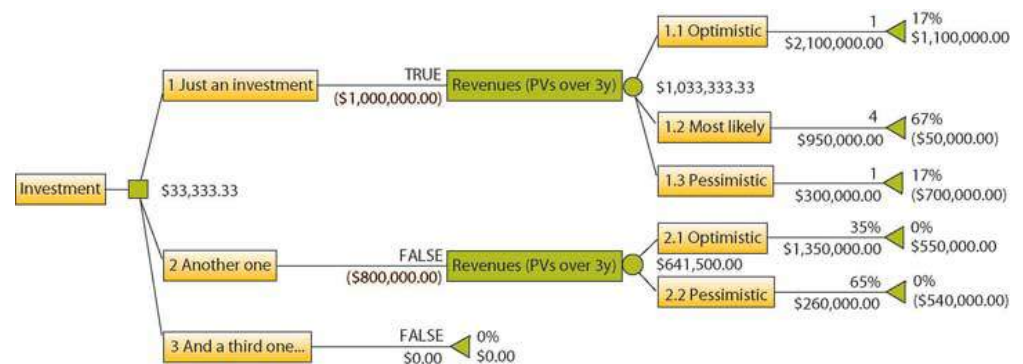 1.1 Optimistic
1
$2,100,000.00
17%
$1,100,000.00
1 Just an investment
TRUE
($1,000,000.00)
Revenues (PVs over 3y)
$1,033,333.33
1.2 Most likely
4
$950,000.00
67%
($50,000.00)
1.3 Pessimistic
1
$300,000.00
17%
($700,000.00)
Investment
$33,333.33
2 Another one
FALSE
($800,000.00)
Revenues (PVs over 3y)
$641,500.00
2.1 Optimistic
35%
$1,350,000.00
0%
$550,000.00
2.2 Pessimistic
65%
$260,000.00
0%
($540,000.00)
3 And a third one...
FALSE
$0.00
0%
$0.00